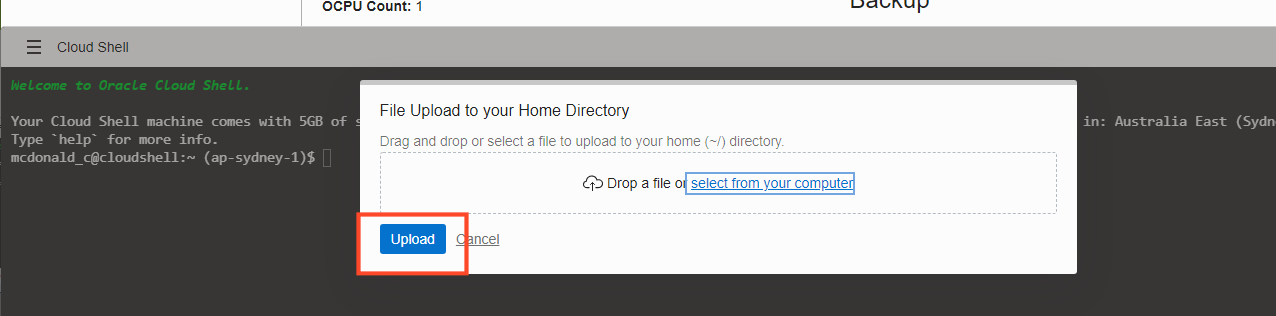 OCPU Count: 1
Backup
Cloud Shell
Welcome to Oracle Cloud Shell.
Your Cloud Shell machine comes with 5GB of
in: Australia East (Sydn
Type `help` for more info.
mcdonald_c@cloudshell:~ (ap-sydney-1)$
File Upload to your Home Directory
Drag and drop or select a file to upload to your home (~/) directory.
Drop a file or select from your computer
Upload
Cancel